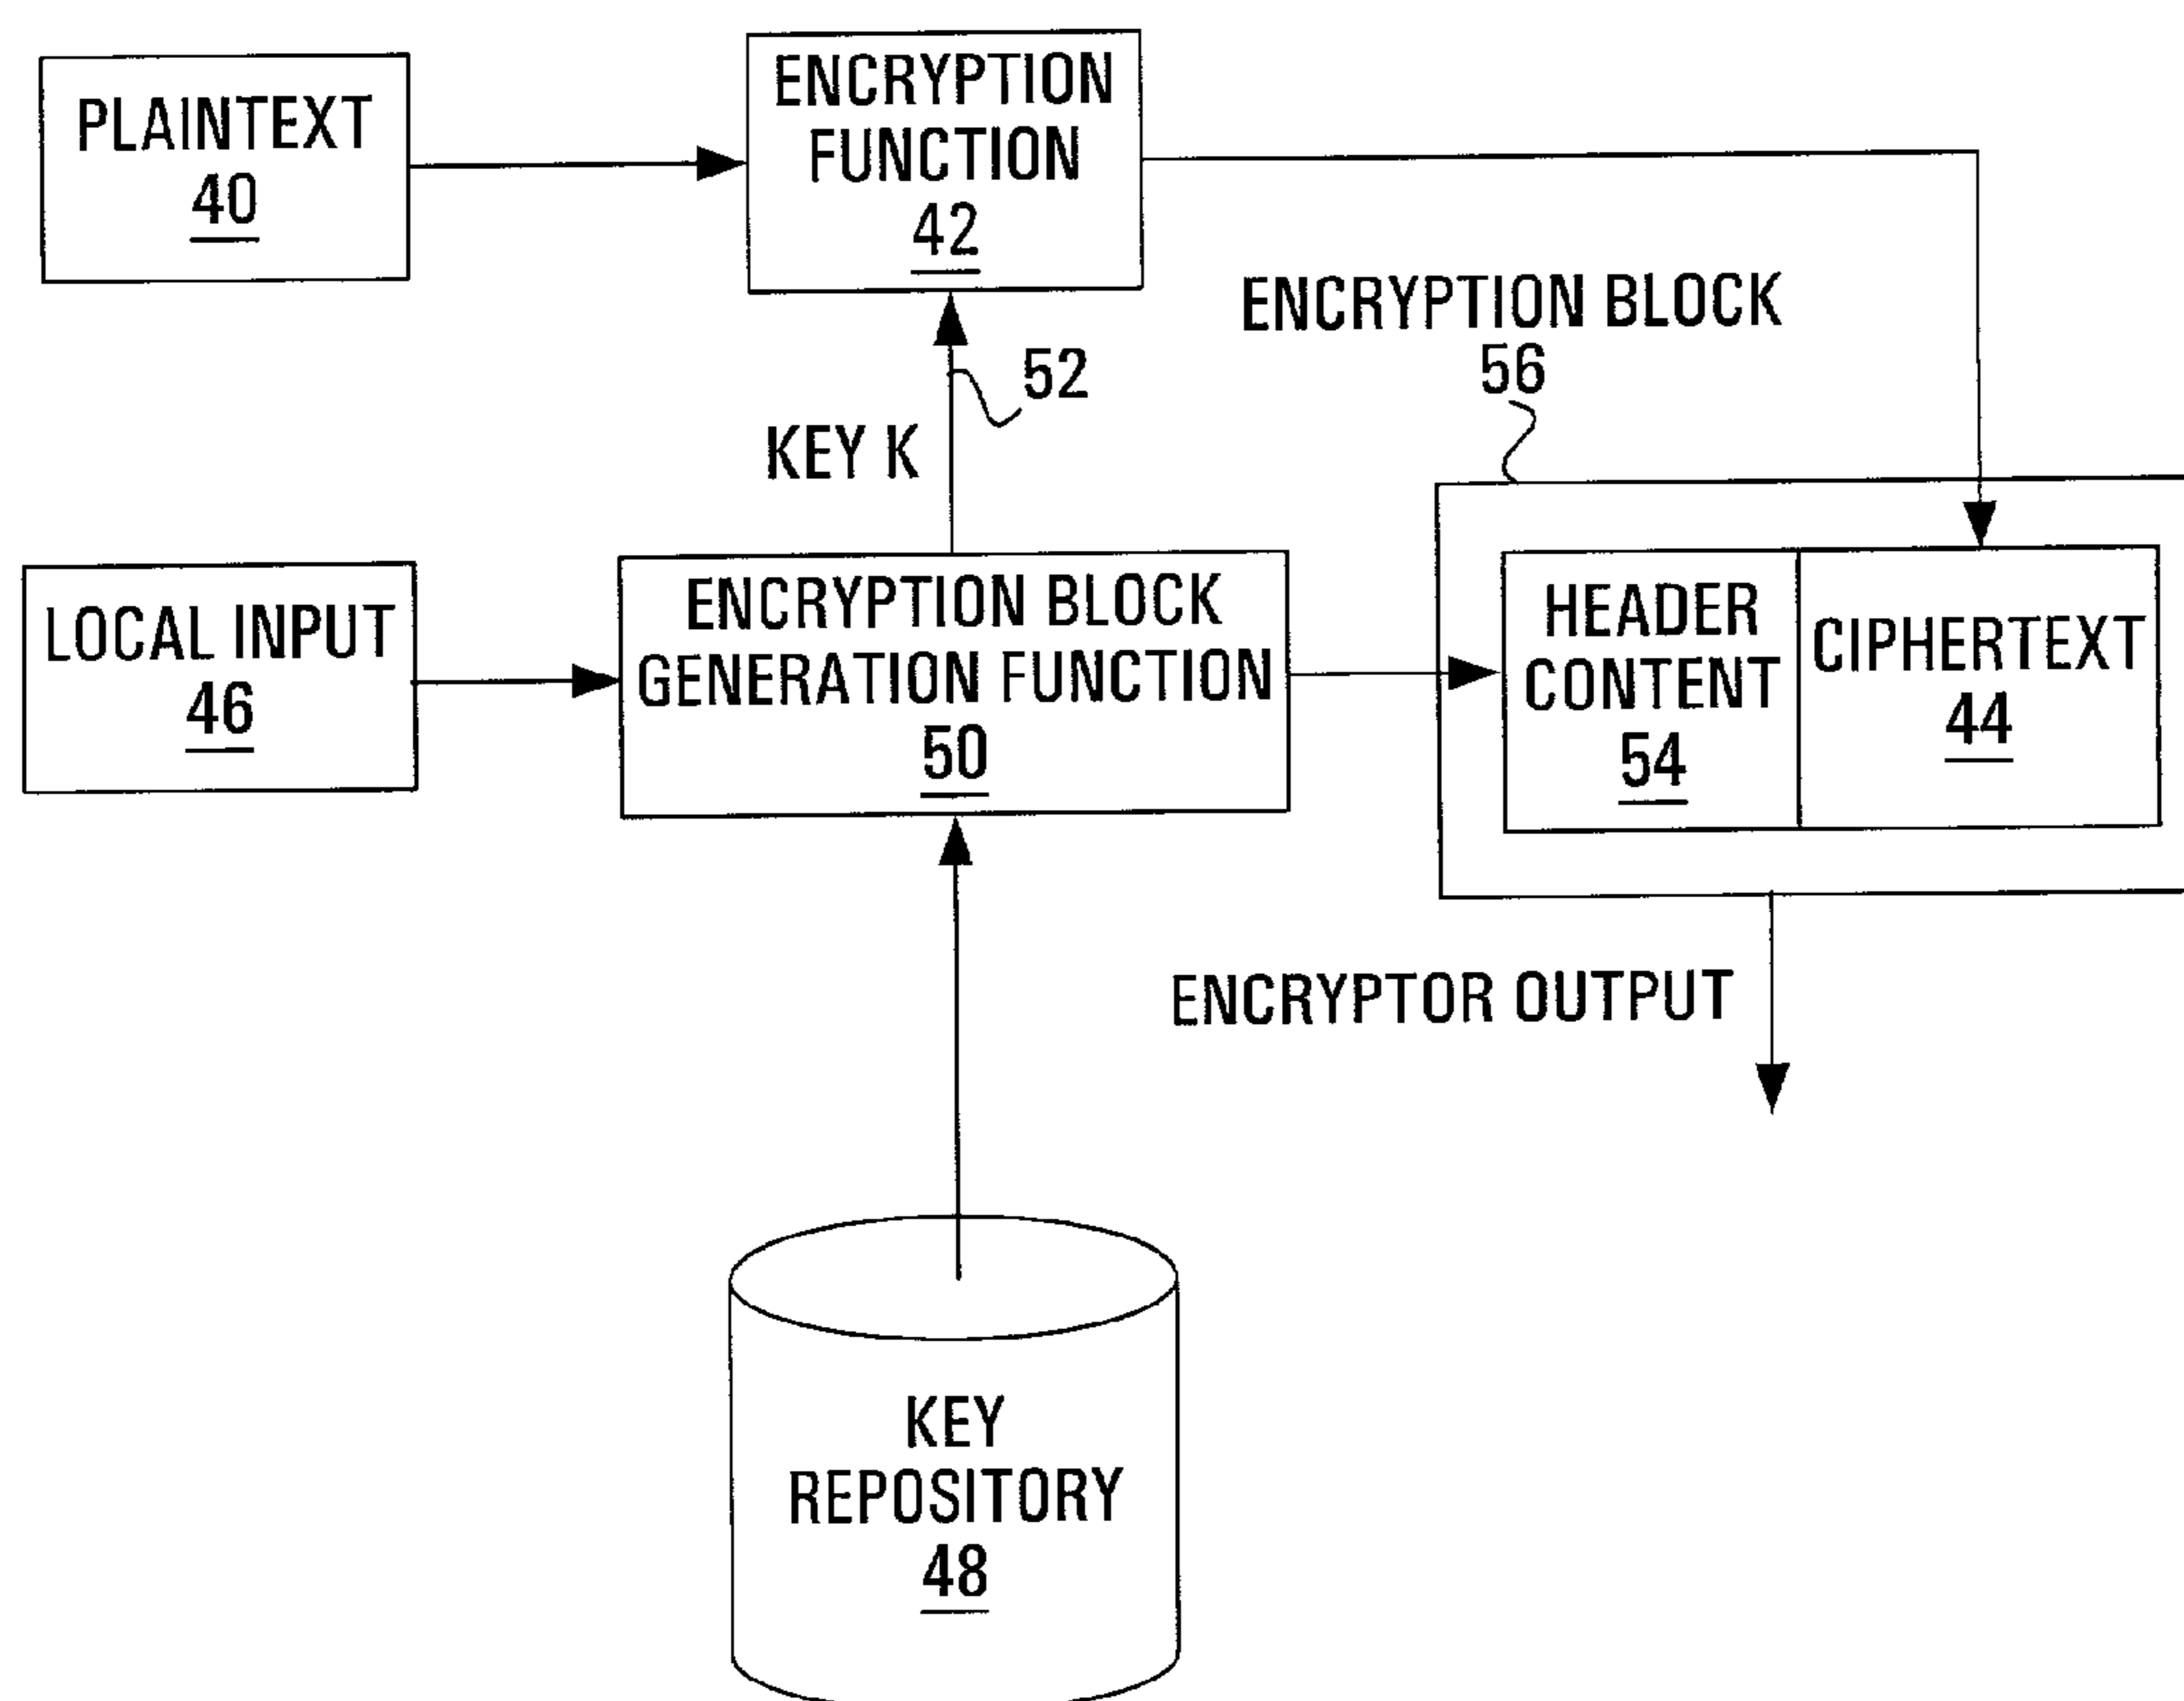 PLAINTEXT
40
ENCRYPTION
FUNCTION
42
ENCRYPTION BLOCK
56
52
KEY K
LOCAL INPUT
46
ENCRYPTION BLOCK
GENERATION FUNCTION
50
HEADER
CONTENT
54
CIPHERTEXT
44
ENCRYPTOR OUTPUT
KEY
REPOSITORY
48